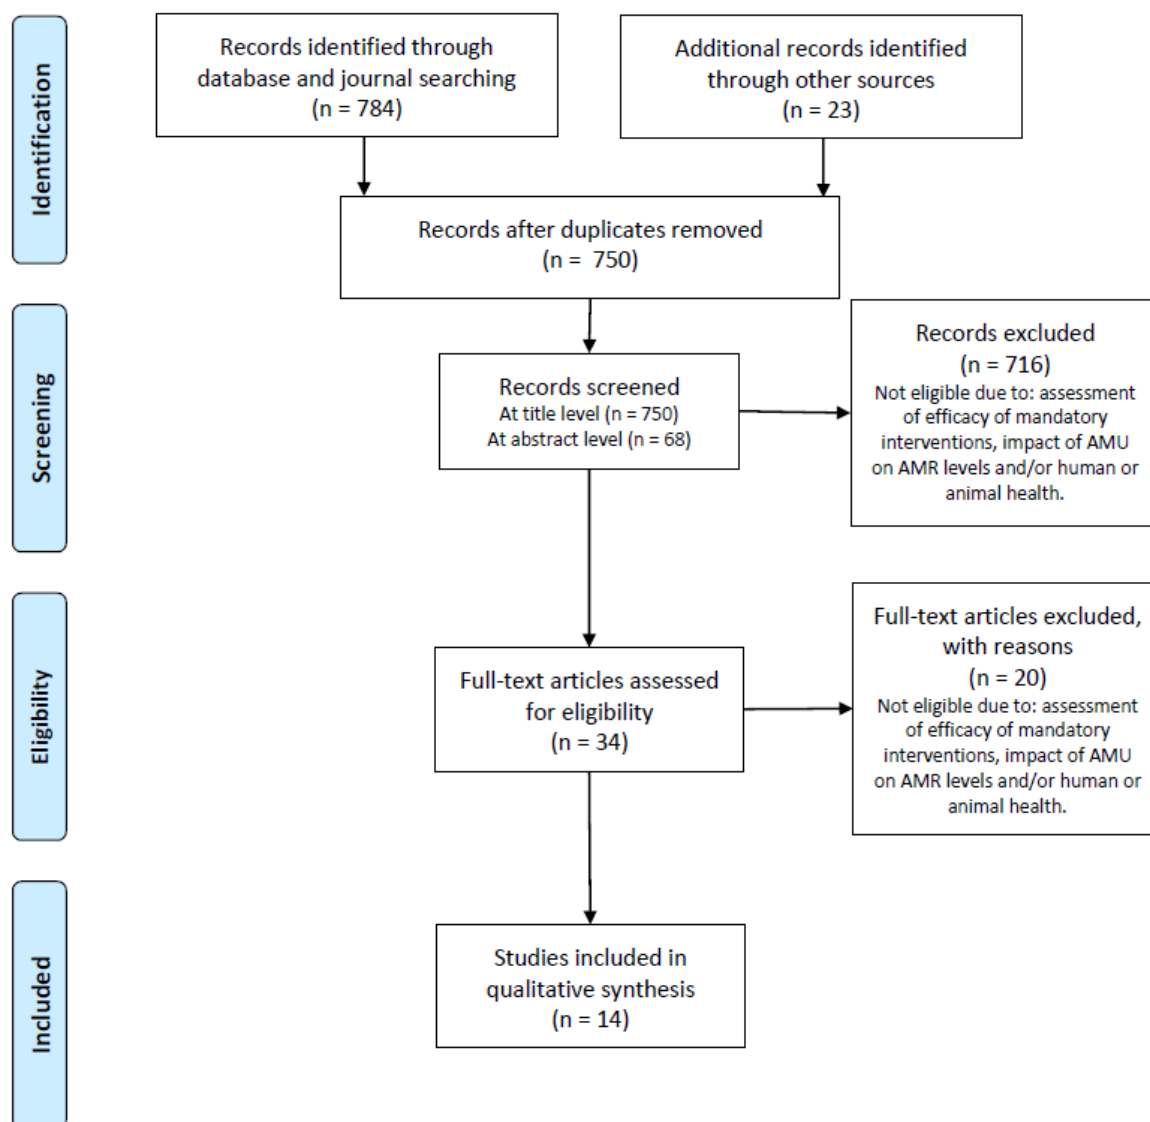 Identification
Records identified through
database and journal searching
(n = 784)
Additional records identified
through other sources
(n = 23)
Records after duplicates removed
(n =  750)
Screening
Records screened
At title level (n = 750)
At abstract level (n = 68)
Records excluded
(n = 716)
Not eligible due to: assessment
of efficacy of mandatory
interventions, impact of AMU
on AMR levels and/or human or
animal health.
Eligibility
Full-text articles assessed
for eligibility
(n = 34)
Full-text articles excluded,
with reasons
(n = 20)
Not eligible due to: assessment
of efficacy of mandatory
interventions, impact of AMU
on AMR levels and/or human or
animal health.
Included
Studies included in
qualitative synthesis
(n = 14)